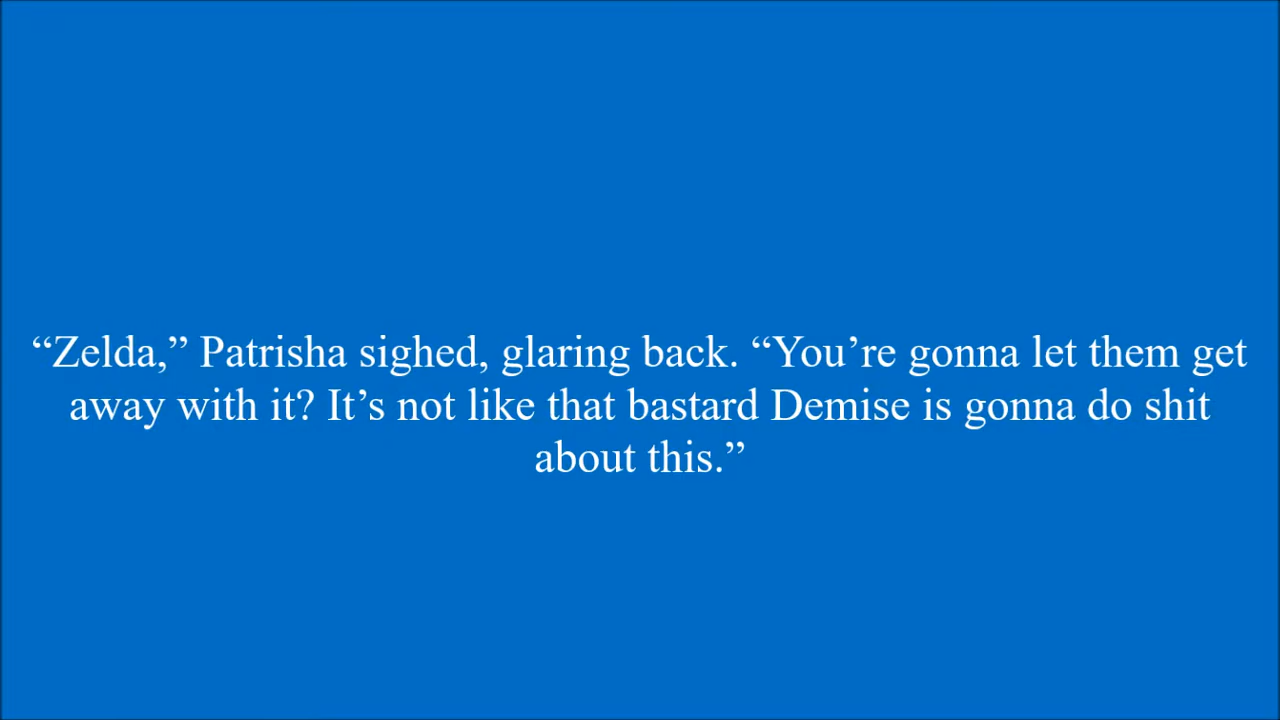 “Zelda,” Patrisha sighed, glaring back. “You’re gonna let them get
away with it? It’s not like that bastard Demise is gonna do shit
about this.”